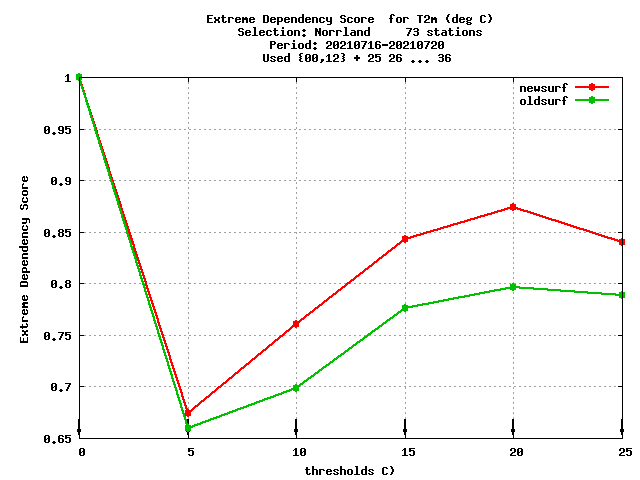 Extreme Dependency Score  for T2m (deg C)
Selection: Norrland     73 stations
Period: 20210716-20210720
Used {00,12} + 25 26 ... 36
newsurf
oldsurf
Extreme Dependency Score
1
0.95
0.9
0.85
0.8
0.75
0.7
0.65
0 5 10 15 20 25
thresholds C)